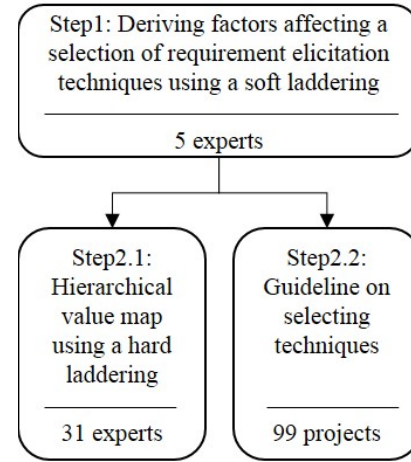 Step1: Deriving factors affecting a
selection of requirement elicitation
techniques using a soft laddering
5 experts
Step2.1:
Hierarchical
value map
using a hard
laddering
31 experts
Step2.2:
Guideline on
selecting
techniques
99 projects